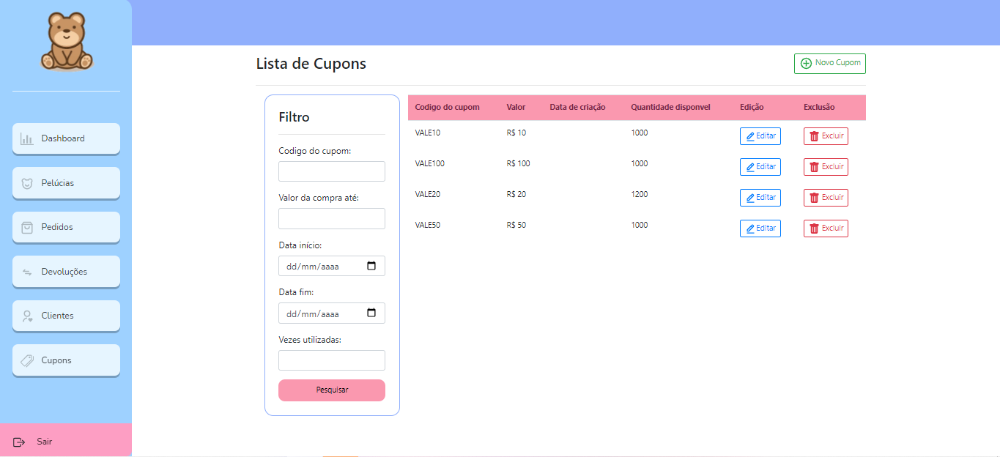 Dashboard
Pelúcias
Pedidos
Devoluções
Clientes
Cupons
Sair
Lista de Cupons
Novo Cupom
Filtro
Codigo do cupom:
Valor da compra até:
Data início:
dd/mm/aaaa
Data fim:
dd/mm/aaaa
Vezes utilizadas:
Pesquisar
Codigo do cupom Valor Data de criação Quantidade disponvel Edição Exclusão
VALE10 R$ 10 1000 Editar Excluir
VALE100 R$ 100 1000 Editar Excluir
VALE20 R$ 20 1200 Editar Excluir
VALE50 R$ 50 1000 Editar Excluir